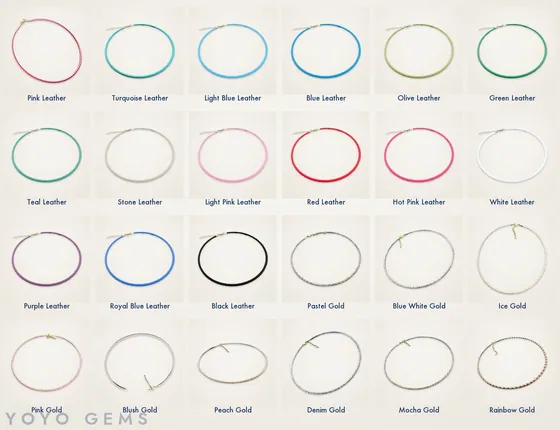 Pink Leather
Turquoise Leather
Light Blue Leather
Blue Leather
Olive Leather
Green Leather
Teal Leather
Stone Leather
Light Pink Leather
Red Leather
Hot Pink Leather
White Leather
Purple Leather
Royal Blue Leather
Black Leather
Pastel Gold
Blue White Gold
Ice Gold
Pink Gold
Blush Gold
Peach Gold
Denim Gold
Mocha Gold
Rainbow Gold
YOYO GEMS